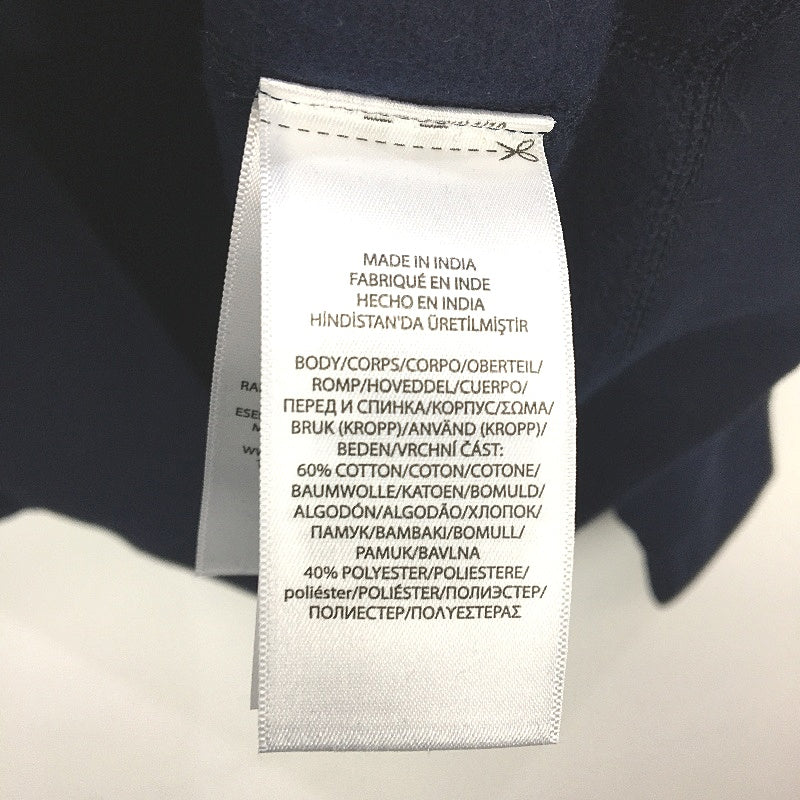 MADE IN INDIA
FABRIQUÉ EN INDE
HECHO EN INDIA
HİNDİSTAN'DA ÜRETİLMİŞTİR
BODY/CORPS/CORPO/OBERTEIL/
ROMP/HOVEDDEL/CUERPO/
ПЕРЕД И СПИНКА/КОРПУС/ΣΩΜΑ/
BRUK (KROPP)/ANVÄND (KROPP)/
BEDEN/VRCHNÍ ČÁST:
60% COTTON/COTON/COTONE/
BAUMWOLLE/KATOEN/BOMULD/
ALGODÓN/ALGODÃO/ХЛОПОК/
ПАМУК/ΒΑΜΒΑΚΙ/BOMULL/
PAMUK/BAVLNA
40% POLYESTER/POLIESTERE/
poliéster/POLIÉSTER/ПОЛИЭСТЕР/
ПОЛИЕСТЕР/ΠΟΛΥΕΣΤΕΡΑΣ